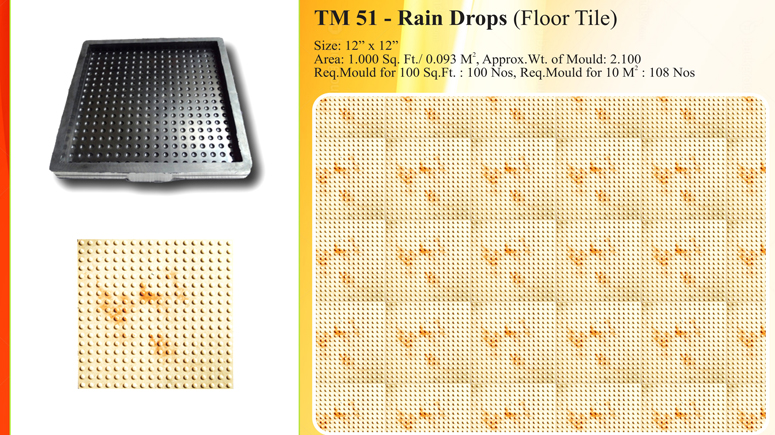 TM 51 - Rain Drops (Floor Tile)
Size: 12” x 12”
Area: 1.000 Sq. Ft./ 0.093 M², Approx.Wt. of Mould: 2.100
Req.Mould for 100 Sq.Ft. : 100 Nos, Req.Mould for 10 M² : 108 Nos